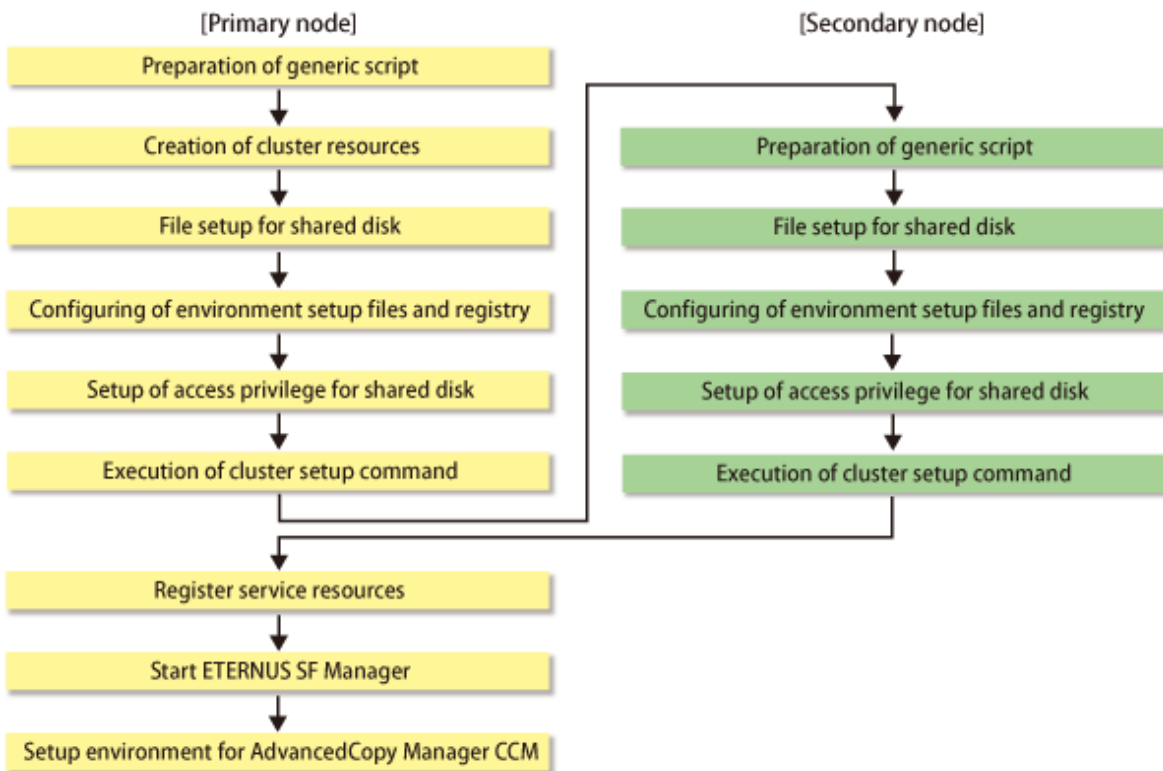 [Primary node]
Preparation of generic script
Creation of cluster resources
File setup for shared disk
Configuring of environment setup files and registry
Setup of access privilege for shared disk
Execution of cluster setup command
[Secondary node]
Preparation of generic script
File setup for shared disk
Configuring of environment setup files and registry
Setup of access privilege for shared disk
Execution of cluster setup command
Register service resources
Start ETERNUS SF Manager
Setup environment for AdvancedCopy Manager CCM